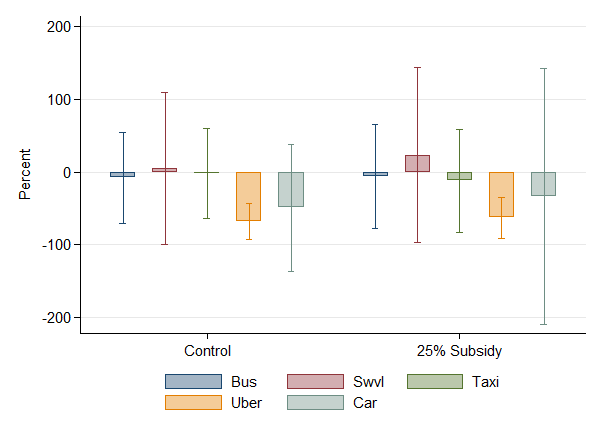 Percent
200
100
0
-100
-200
Control 25% Subsidy
Bus Swvl Taxi
Uber Car